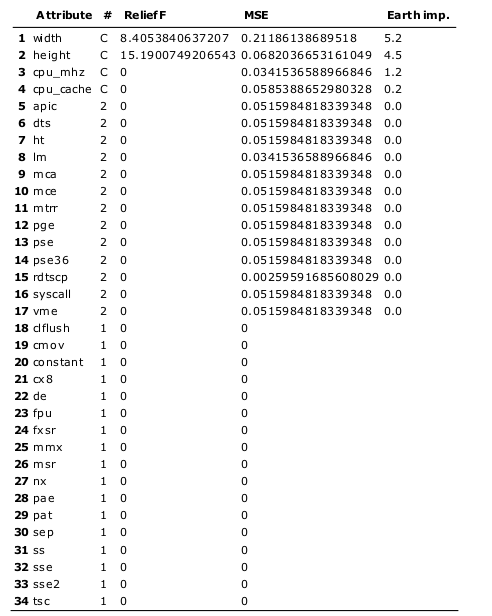 Attribute # ReliefF MSE Earth imp.
1 width C 8.4053840637207 0.21186138689518 5.2
2 height C 15.1900749206543 0.0682036653161049 4.5
3 cpu_mhz C 0 0.0341536588966846 1.2
4 cpu_cache C 0 0.0585388652980328 0.2
5 apic 2 0 0.0515984818339348 0.0
6 dts 2 0 0.0515984818339348 0.0
7 ht 2 0 0.0515984818339348 0.0
8 lm 2 0 0.0341536588966846 0.0
9 mca 2 0 0.0515984818339348 0.0
10 mce 2 0 0.0515984818339348 0.0
11 mtrr 2 0 0.0515984818339348 0.0
12 pge 2 0 0.0515984818339348 0.0
13 pse 2 0 0.0515984818339348 0.0
14 pse36 2 0 0.0515984818339348 0.0
15 rdtscp 2 0 0.00259591685608029 0.0
16 syscall 2 0 0.0515984818339348 0.0
17 vme 2 0 0.0515984818339348 0.0
18 clflush 1 0 0
19 cmov 1 0 0
20 constant 1 0 0
21 cx8 1 0 0
22 de 1 0 0
23 fpu 1 0 0
24 fxsr 1 0 0
25 mmx 1 0 0
26 msr 1 0 0
27 nx 1 0 0
28 pae 1 0 0
29 pat 1 0 0
30 sep 1 0 0
31 ss 1 0 0
32 sse 1 0 0
33 sse2 1 0 0
34 tsc 1 0 0